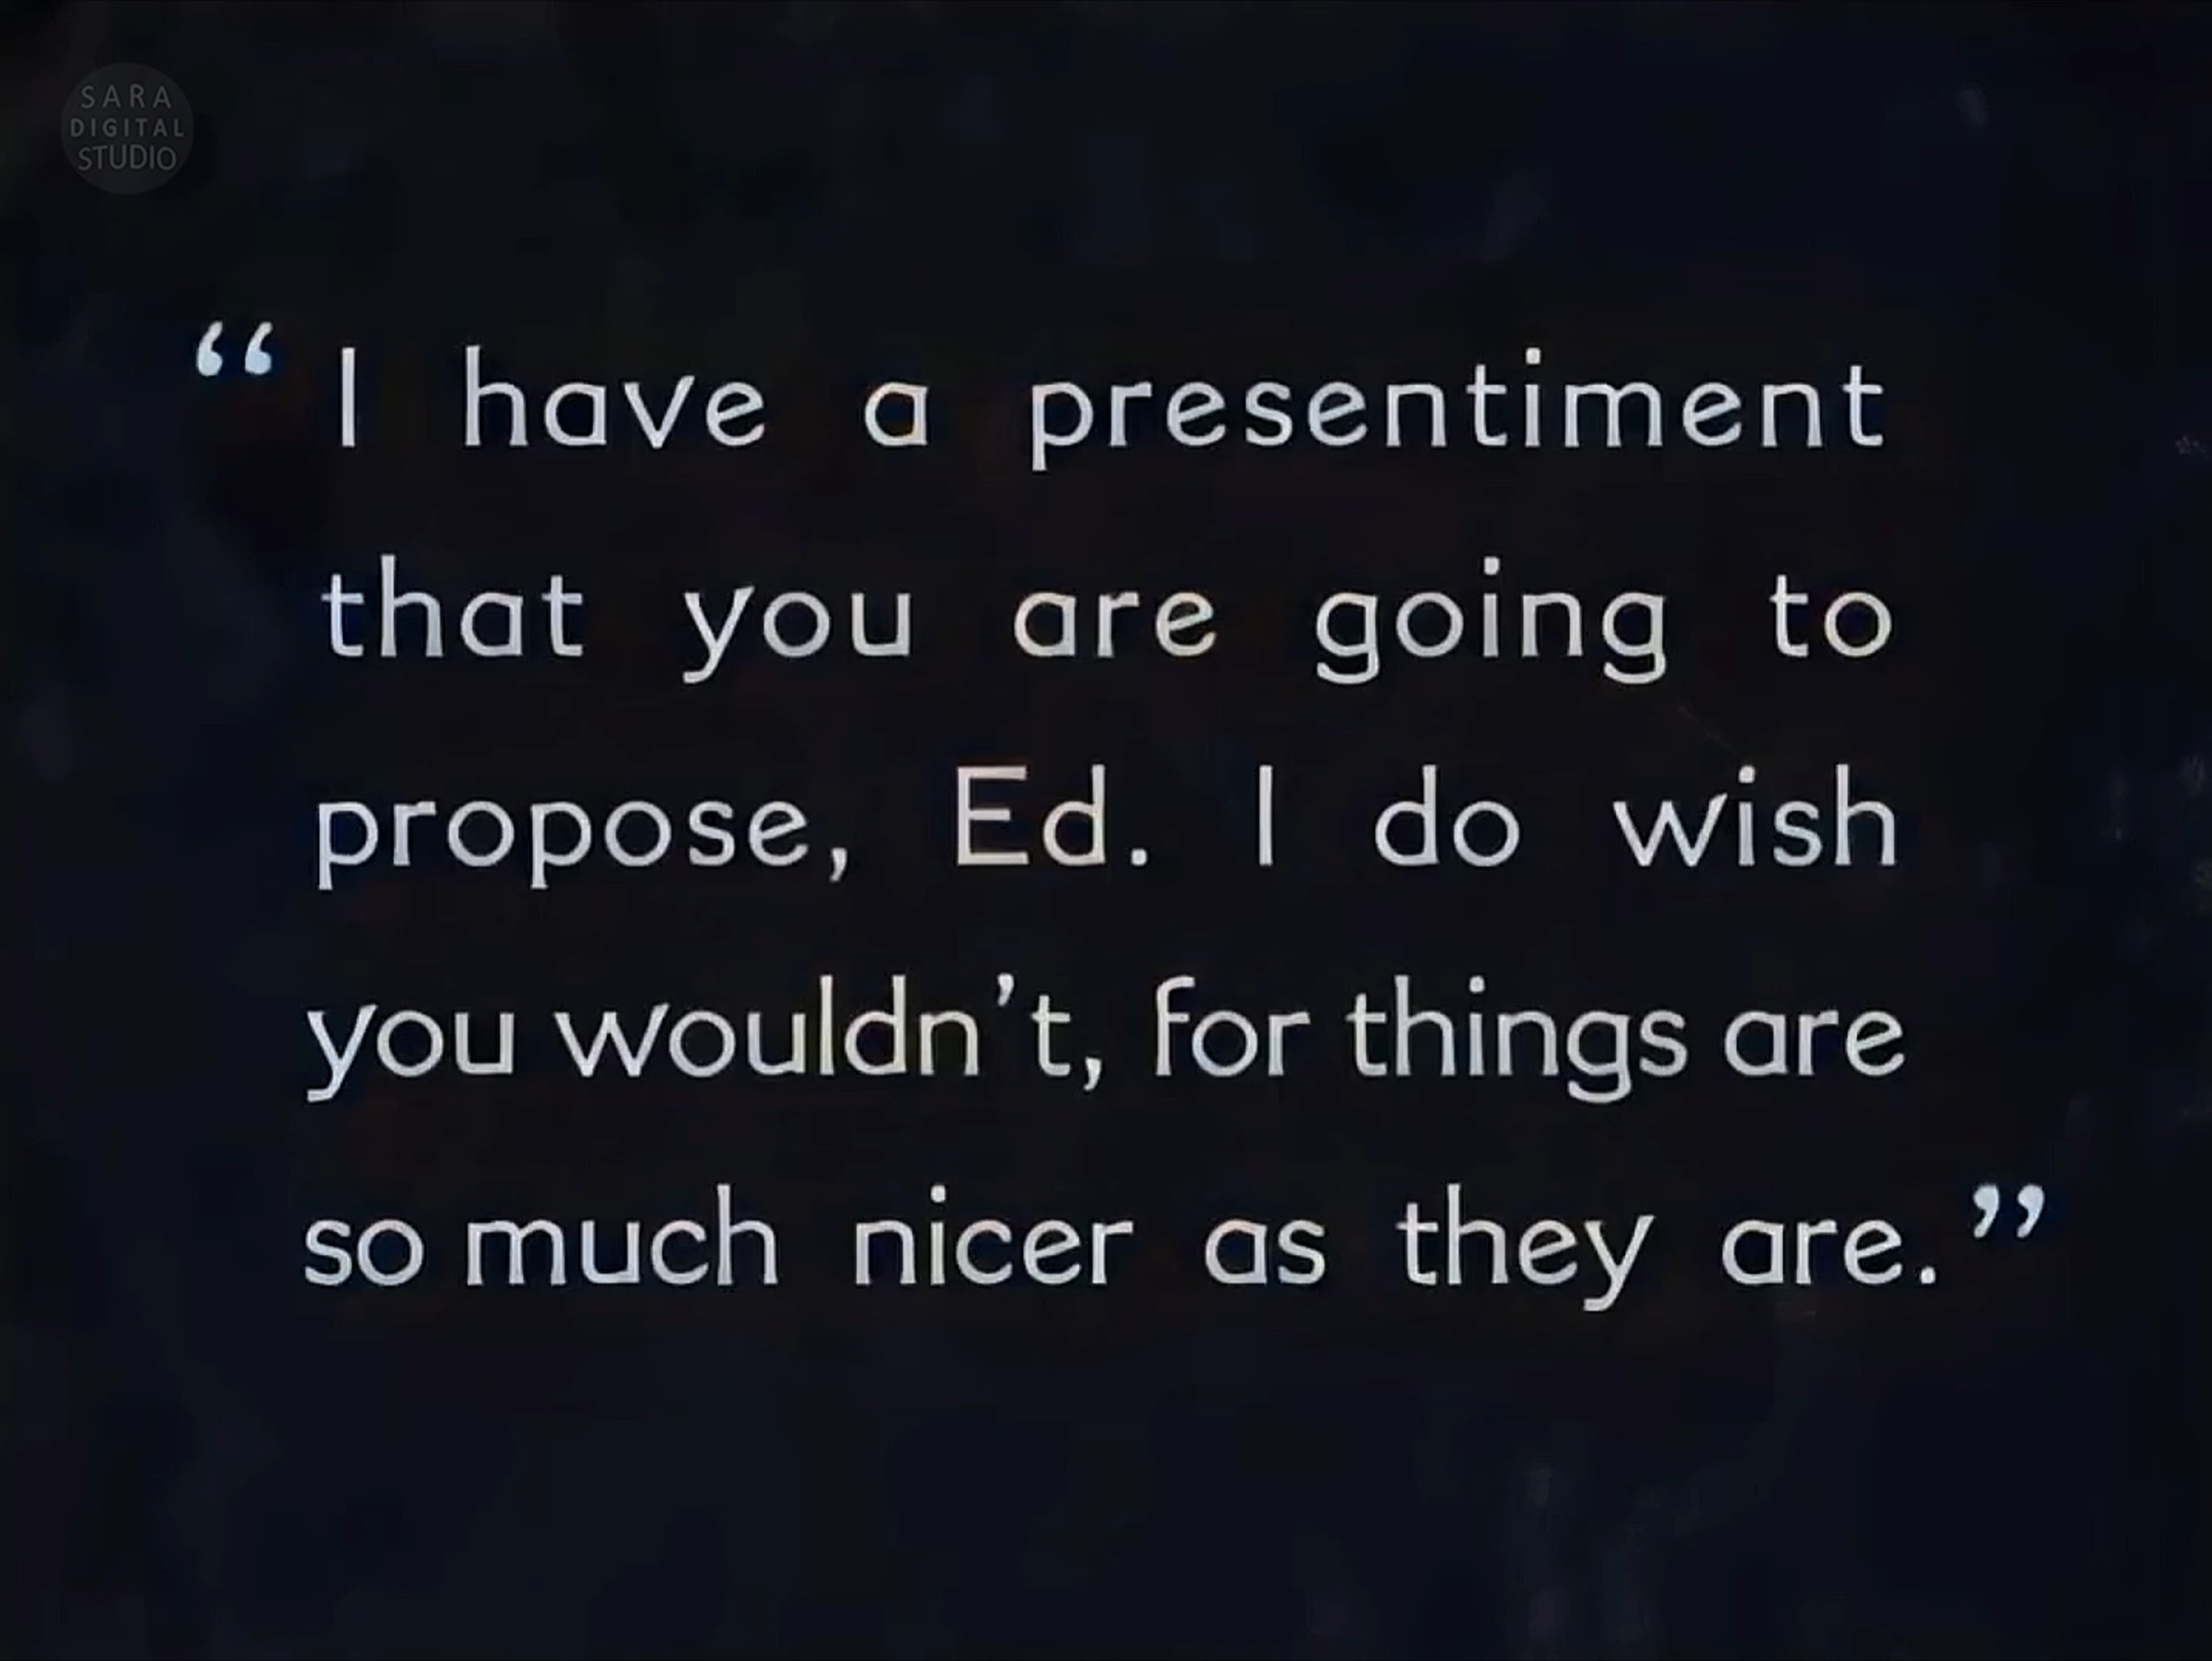 SARA
DIGITAL
STUDIO
“I have a presentiment
that you are going to
propose, Ed. I do wish
you wouldn’t, for things are
so much nicer as they are.”